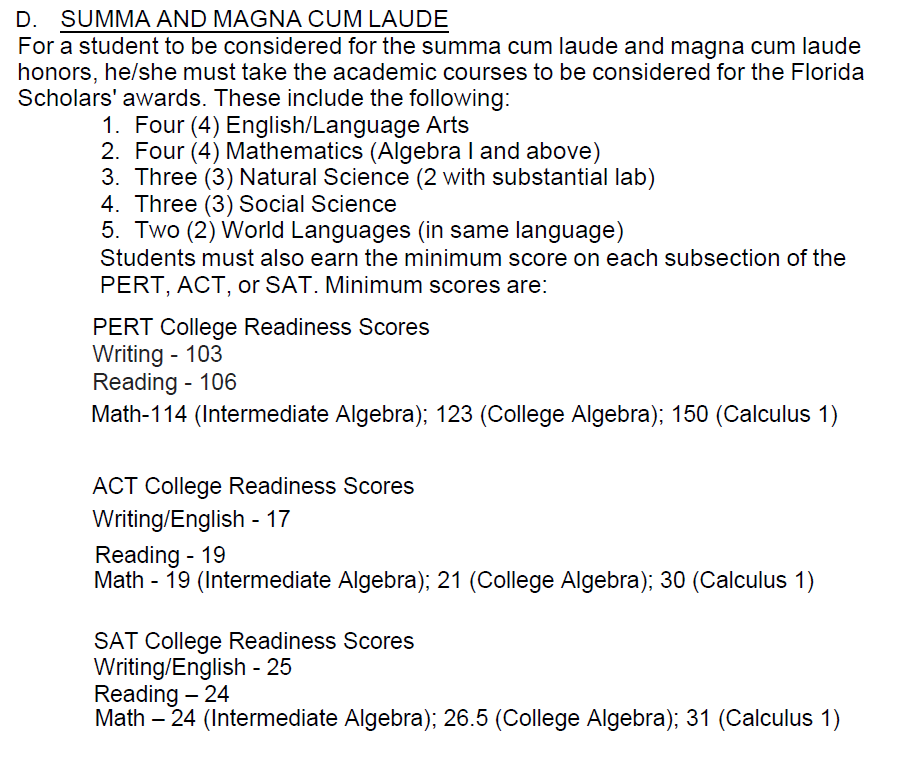 D. SUMMA AND MAGNA CUM LAUDE
For a student to be considered for the summa cum laude and magna cum laude
honors, he/she must take the academic courses to be considered for the Florida
Scholars' awards. These include the following:
1. Four (4) English/Language Arts
2. Four (4) Mathematics (Algebra I and above)
3. Three (3) Natural Science (2 with substantial lab)
4. Three (3) Social Science
5. Two (2) World Languages (in same language)
Students must also earn the minimum score on each subsection of the
PERT, ACT, or SAT. Minimum scores are:
PERT College Readiness Scores
Writing - 103
Reading - 106
Math-114 (Intermediate Algebra); 123 (College Algebra); 150 (Calculus 1)
ACT College Readiness Scores
Writing/English - 17
Reading - 19
Math - 19 (Intermediate Algebra); 21 (College Algebra); 30 (Calculus 1)
SAT College Readiness Scores
Writing/English - 25
Reading – 24
Math – 24 (Intermediate Algebra); 26.5 (College Algebra); 31 (Calculus 1)